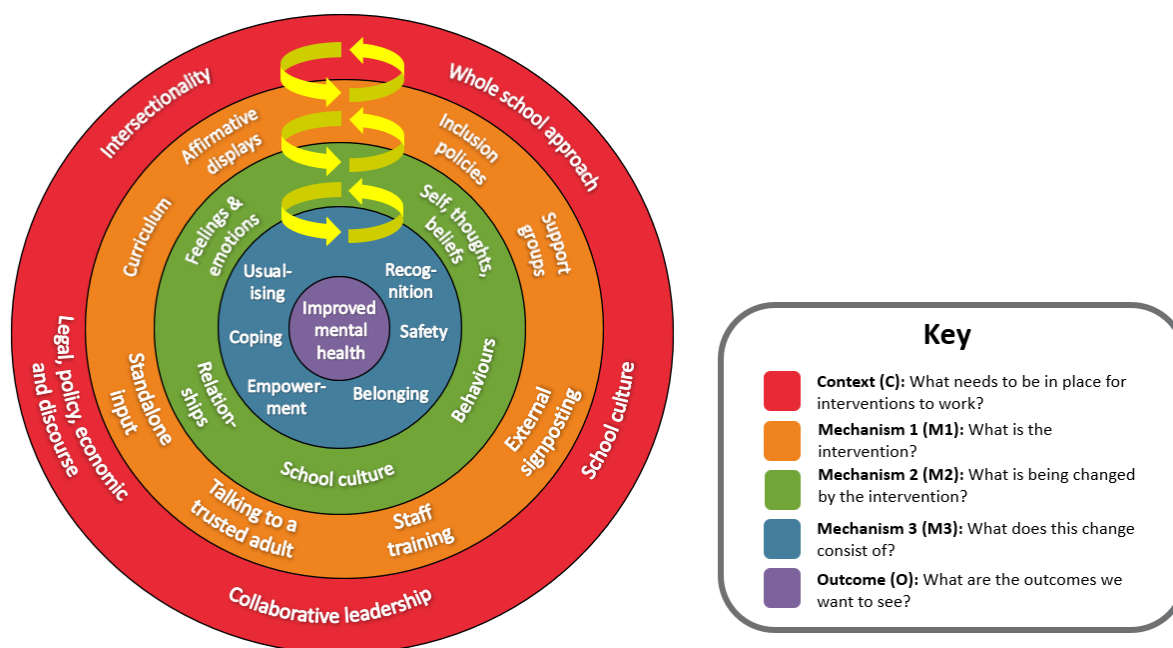 Intersectionality
Whole school approach
School culture
Collaborative leadership
Legal, policy, economic
and discourse
Affirmative
displays
Inclusion
policies
Support
groups
External
signposting
Staff
training
Talking to a
trusted adult
Standalone
input
Curriculum
Feelings &
emotions
Self, thoughts,
beliefs
Behaviours
School culture
Relation-
ships
Usual-
ising
Recog-
nition
Safety
Belonging
Empower-
ment
Coping
Improved
mental
health
Key
Context (C): What needs to be in place for
interventions to work?
Mechanism 1 (M1): What is the
intervention?
Mechanism 2 (M2): What is being changed
by the intervention?
Mechanism 3 (M3): What does this change
consist of?
Outcome (O): What are the outcomes we
want to see?